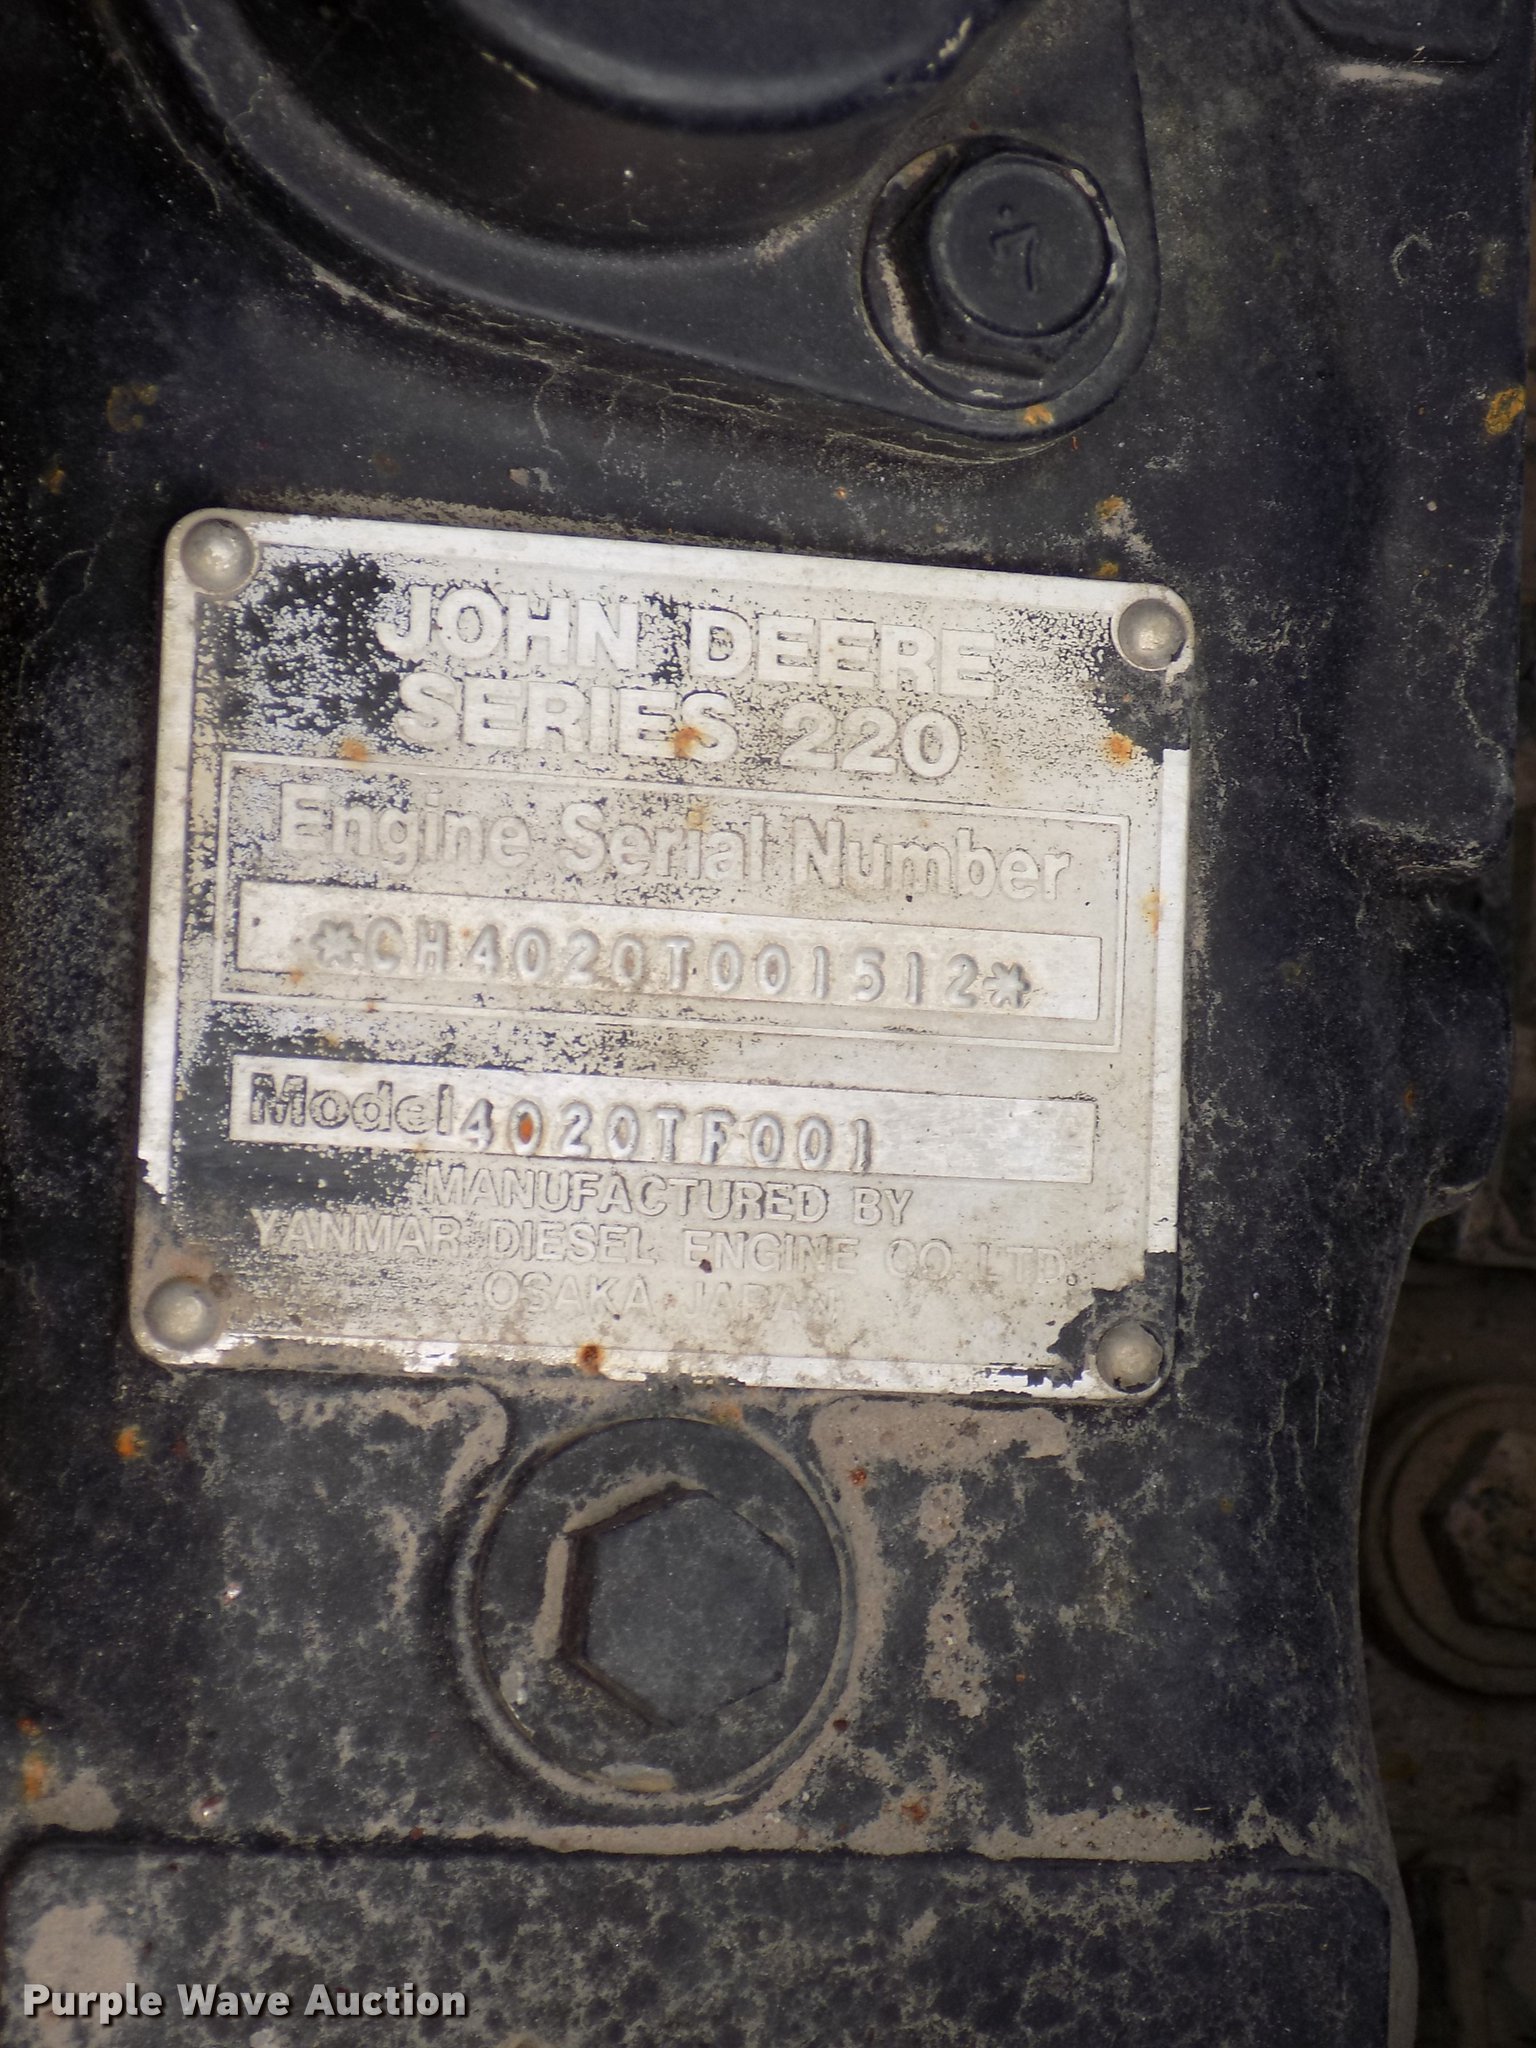 7
JOHN DEERE
SERIES 220
Engine Serial Number
*CH4020T001512*
Model 4020TF001
MANUFACTURED BY
YANMAR DIESEL ENGINE CO. LTD.
OSAKA JAPAN
Purple Wave Auction